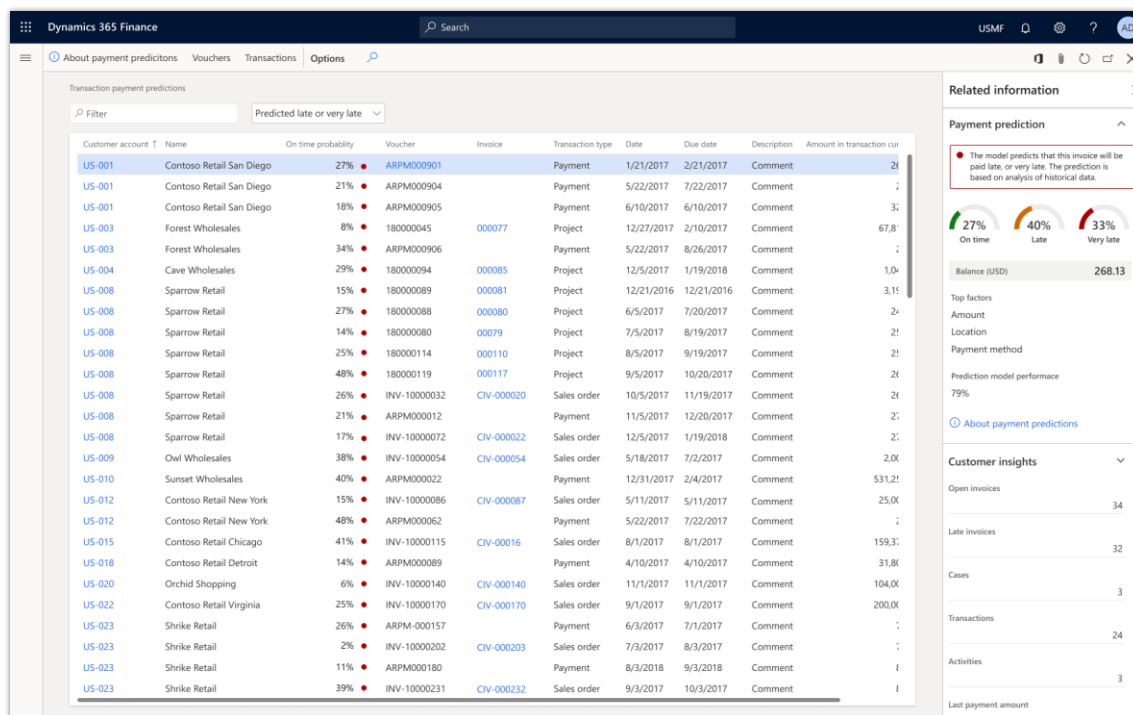 Dynamics 365 Finance
Search
USMF
AD
About payment predicitons Vouchers Transactions Options
Transaction payment predictions
Filter
Predicted late or very late
Customer account Name On time probablity Voucher Invoice Transaction type Date Due date Description Amount in transaction cur
US-001 Contoso Retail San Diego 27% ARPM000901 Payment 1/21/2017 2/21/2017 Comment
US-001 Contoso Retail San Diego 21% ARPM000904 Payment 5/22/2017 7/22/2017 Comment
US-001 Contoso Retail San Diego 18% ARPM000905 Payment 6/10/2017 6/10/2017 Comment
US-003 Forest Wholesales 8% 180000045 000077 Project 12/27/2017 2/10/2017 Comment
US-003 Forest Wholesales 34% ARPM000906 Payment 5/22/2017 8/26/2017 Comment
US-004 Cave Wholesales 29% 180000094 000085 Project 12/5/2017 1/19/2018 Comment
US-008 Sparrow Retail 15% 180000089 000081 Project 12/21/2016 12/21/2016 Comment
US-008 Sparrow Retail 27% 180000088 000080 Project 6/5/2017 7/20/2017 Comment
US-008 Sparrow Retail 14% 180000080 00079 Project 7/5/2017 8/19/2017 Comment
US-008 Sparrow Retail 25% 180000114 000110 Project 8/5/2017 9/19/2017 Comment
US-008 Sparrow Retail 48% 180000119 000117 Project 9/5/2017 10/20/2017 Comment
US-008 Sparrow Retail 26% INV-10000032 CIV-000020 Sales order 10/5/2017 11/19/2017 Comment
US-008 Sparrow Retail 21% ARPM000012 Payment 11/5/2017 12/20/2017 Comment
US-008 Sparrow Retail 17% INV-10000072 CIV-000022 Sales order 12/5/2017 1/19/2018 Comment
US-009 Owl Wholesales 38% INV-10000054 CIV-000054 Sales order 5/18/2017 7/2/2017 Comment
US-010 Sunset Wholesales 40% ARPM000022 Payment 12/31/2017 2/4/2017 Comment
US-012 Contoso Retail New York 15% INV-10000086 CIV-000087 Sales order 5/11/2017 5/11/2017 Comment
US-012 Contoso Retail New York 48% ARPM000062 Payment 5/22/2017 7/22/2017 Comment
US-015 Contoso Retail Chicago 41% INV-10000115 CIV-00016 Sales order 8/1/2017 8/1/2017 Comment
US-018 Contoso Retail Detroit 14% ARPM000089 Payment 4/10/2017 4/10/2017 Comment
US-020 Orchid Shopping 6% INV-10000140 CIV-000140 Sales order 11/1/2017 11/1/2017 Comment
US-022 Contoso Retail Virginia 25% INV-10000170 CIV-000170 Sales order 9/1/2017 9/1/2017 Comment
US-023 Shrike Retail 26% ARPM-000157 Payment 6/3/2017 7/1/2017 Comment
US-023 Shrike Retail 2% INV-10000202 CIV-000203 Sales order 7/3/2017 8/3/2017 Comment
US-023 Shrike Retail 11% ARPM000180 Payment 8/3/2018 9/3/2018 Comment
US-023 Shrike Retail 39% INV-10000231 CIV-000232 Sales order 9/3/2017 10/3/2017 Comment
Related information
Payment prediction
The model predicts that this invoice will be
paid late, or very late. The prediction is
based on analysis of historical data.
27% 40% 33%
On time Late Very late
Balance (USD) 268.13
Top factors
Amount
Location
Payment method
Prediction model performace
79%
About payment predictions
Customer insights
Open invoices
34
Late invoices
32
Cases
3
Transactions
24
Activities
3
Last payment amount